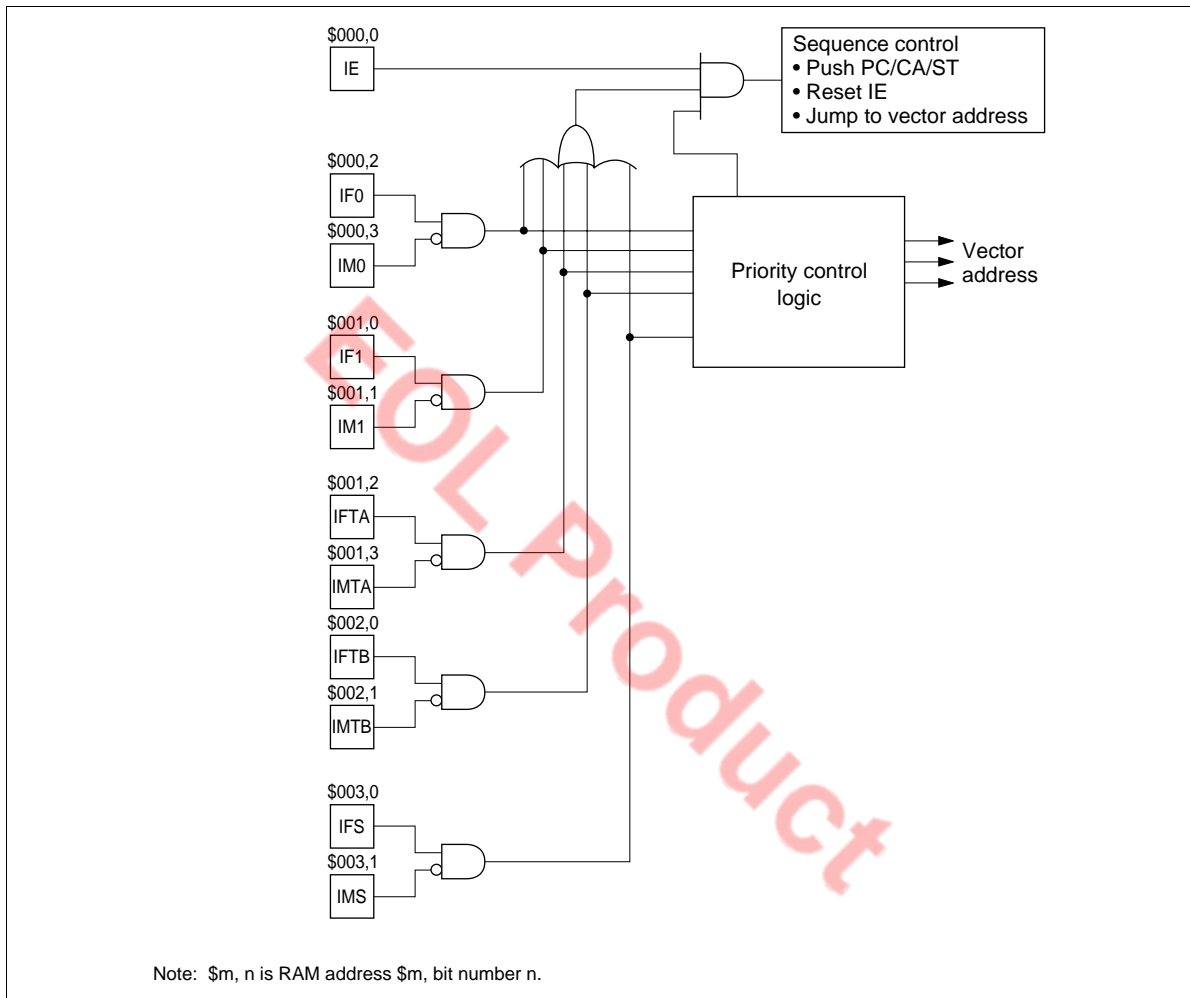 $000,0
IE
Sequence control
• Push PC/CA/ST
• Reset IE
• Jump to vector address
$000,2
IF0
$000,3
IM0
Priority control
logic
Vector
address
$001,0
IF1
$001,1
IM1
$001,2
IFTA
$001,3
IMTA
$002,0
IFTB
$002,1
IMTB
$003,0
IFS
$003,1
IMS
EOL Product
Note: $m, n is RAM address $m, bit number n.